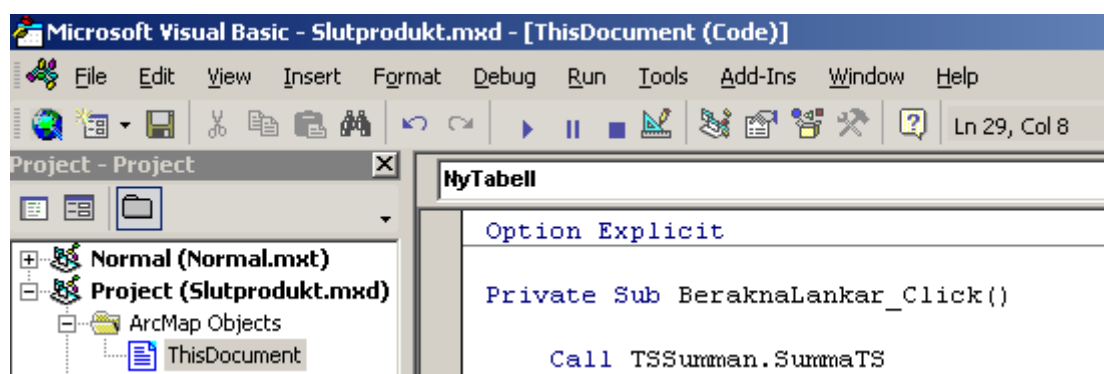 Microsoft Visual Basic - Slutprodukt.mxd - [ThisDocument (Code)]
File Edit View Insert Format Debug Run Tools Add-Ins Window Help
Ln 29, Col 8
Project - Project
NyTabell
Option Explicit
Normal (Normal.mxt)
Project (Slutprodukt.mxd)
Private Sub BeraknaLankar_Click()
ArcMap Objects
ThisDocument
Call TSSumman.SummaTS